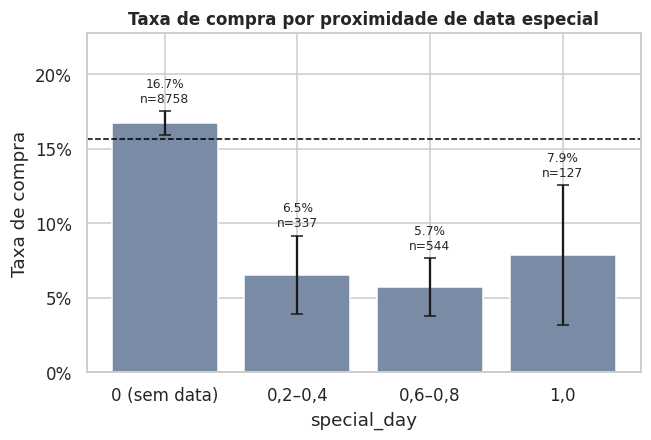 Taxa de compra por proximidade de data especial
Taxa de compra
20%
15%
10%
5%
0%
16.7%
n=8758
6.5%
n=337
5.7%
n=544
7.9%
n=127
0 (sem data)
0,2–0,4
0,6–0,8
1,0
special_day